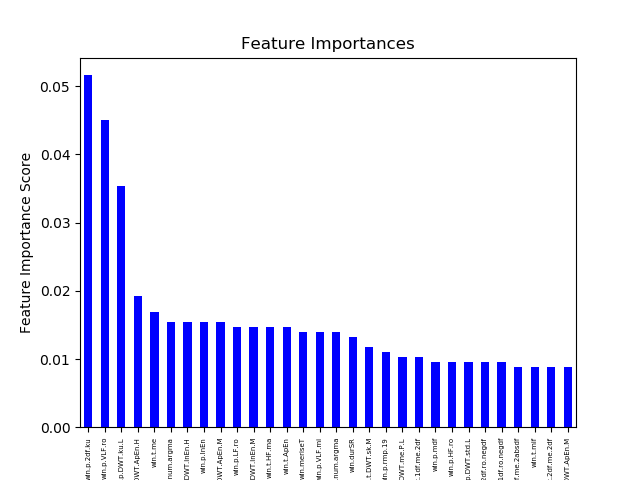 Feature Importances
Feature Importance Score
0.05
0.04
0.03
0.02
0.01
0.00
win.p.2df.ku
win.p.VLF.ro
p.DWT.ku.L
DWT.ApEn.H
win.t.me
num.argma
DWT.InEn.H
win.p.InEn
DWT.ApEn.M
win.p.LF.ro
DWT.InEn.M
win.t.HF.ma
win.t.ApEn
win.meriseT
win.p.VLF.mi
num.argma
win.durSR
t.DWT.sk.M
win.p.rmp.19
DWT.me.P.L
.1df.me.2df
win.p.mdf
win.p.HF.ro
p.DWT.std.L
2df.ro.negdf
1df.ro.negdf
f.me.2absdf
win.t.mif
.2df.me.2df
DWT.ApEn.M